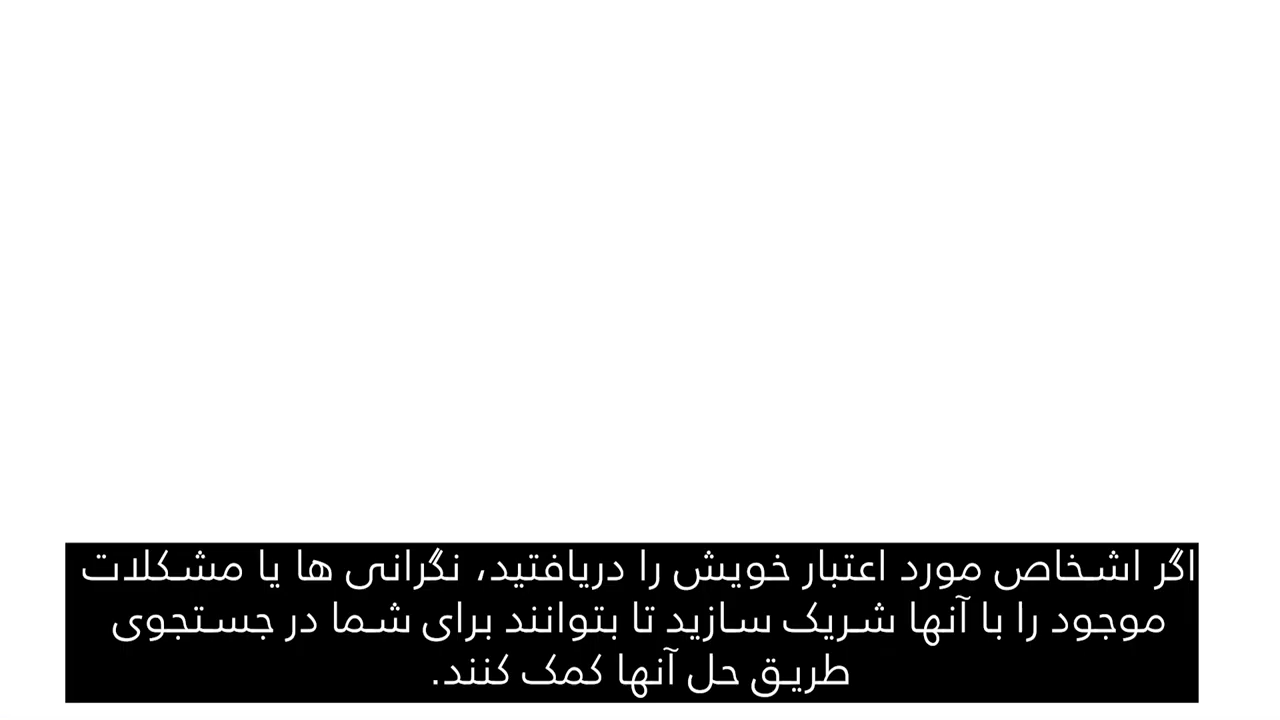 اگر اشخاص مورد اعتبار خویش را دریافتید، نگرانی ها یا مشکلات
موجود را با آنها شریک سازید تا بتوانند برای شما در جستجوی
طریق حل آنها کمک کنند.